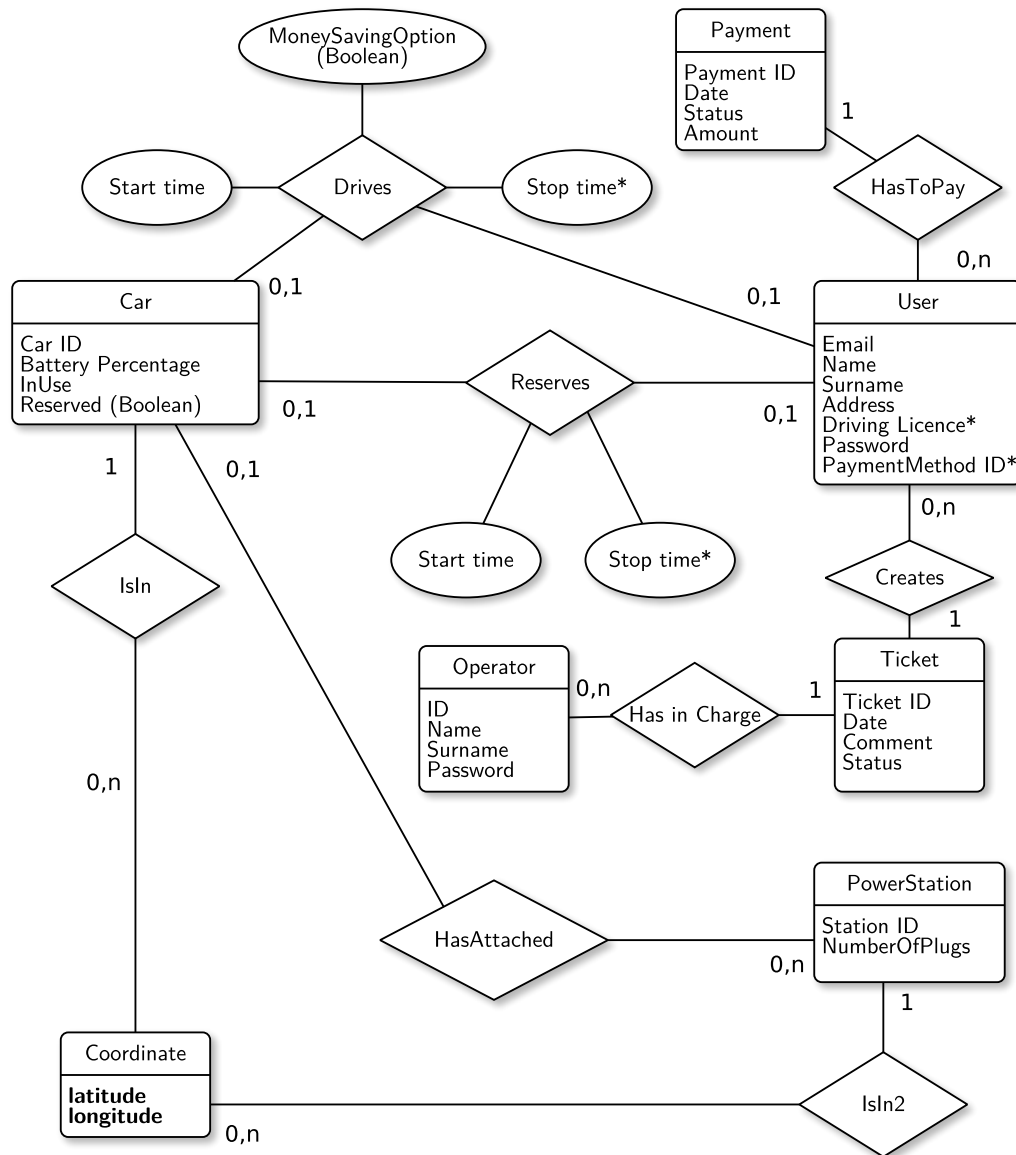 MoneySavingOption
(Boolean)
Payment
Payment ID
Date
Status
Amount
1
Start time
Drives
Stop time*
HasToPay
0,n
0,1
0,1
Car
Car ID
Battery Percentage
InUse
Reserved (Boolean)
User
Email
Name
Surname
Address
Driving Licence*
Password
PaymentMethod ID*
Reserves
0,1
0,1
1
0,1
0,n
Start time
Stop time*
IsIn
Creates
1
Operator
ID
Name
Surname
Password
0,n
Has in Charge
1
Ticket
Ticket ID
Date
Comment
Status
0,n
PowerStation
Station ID
NumberOfPlugs
HasAttached
0,n
1
Coordinate
latitude
longitude
0,n
IsIn2